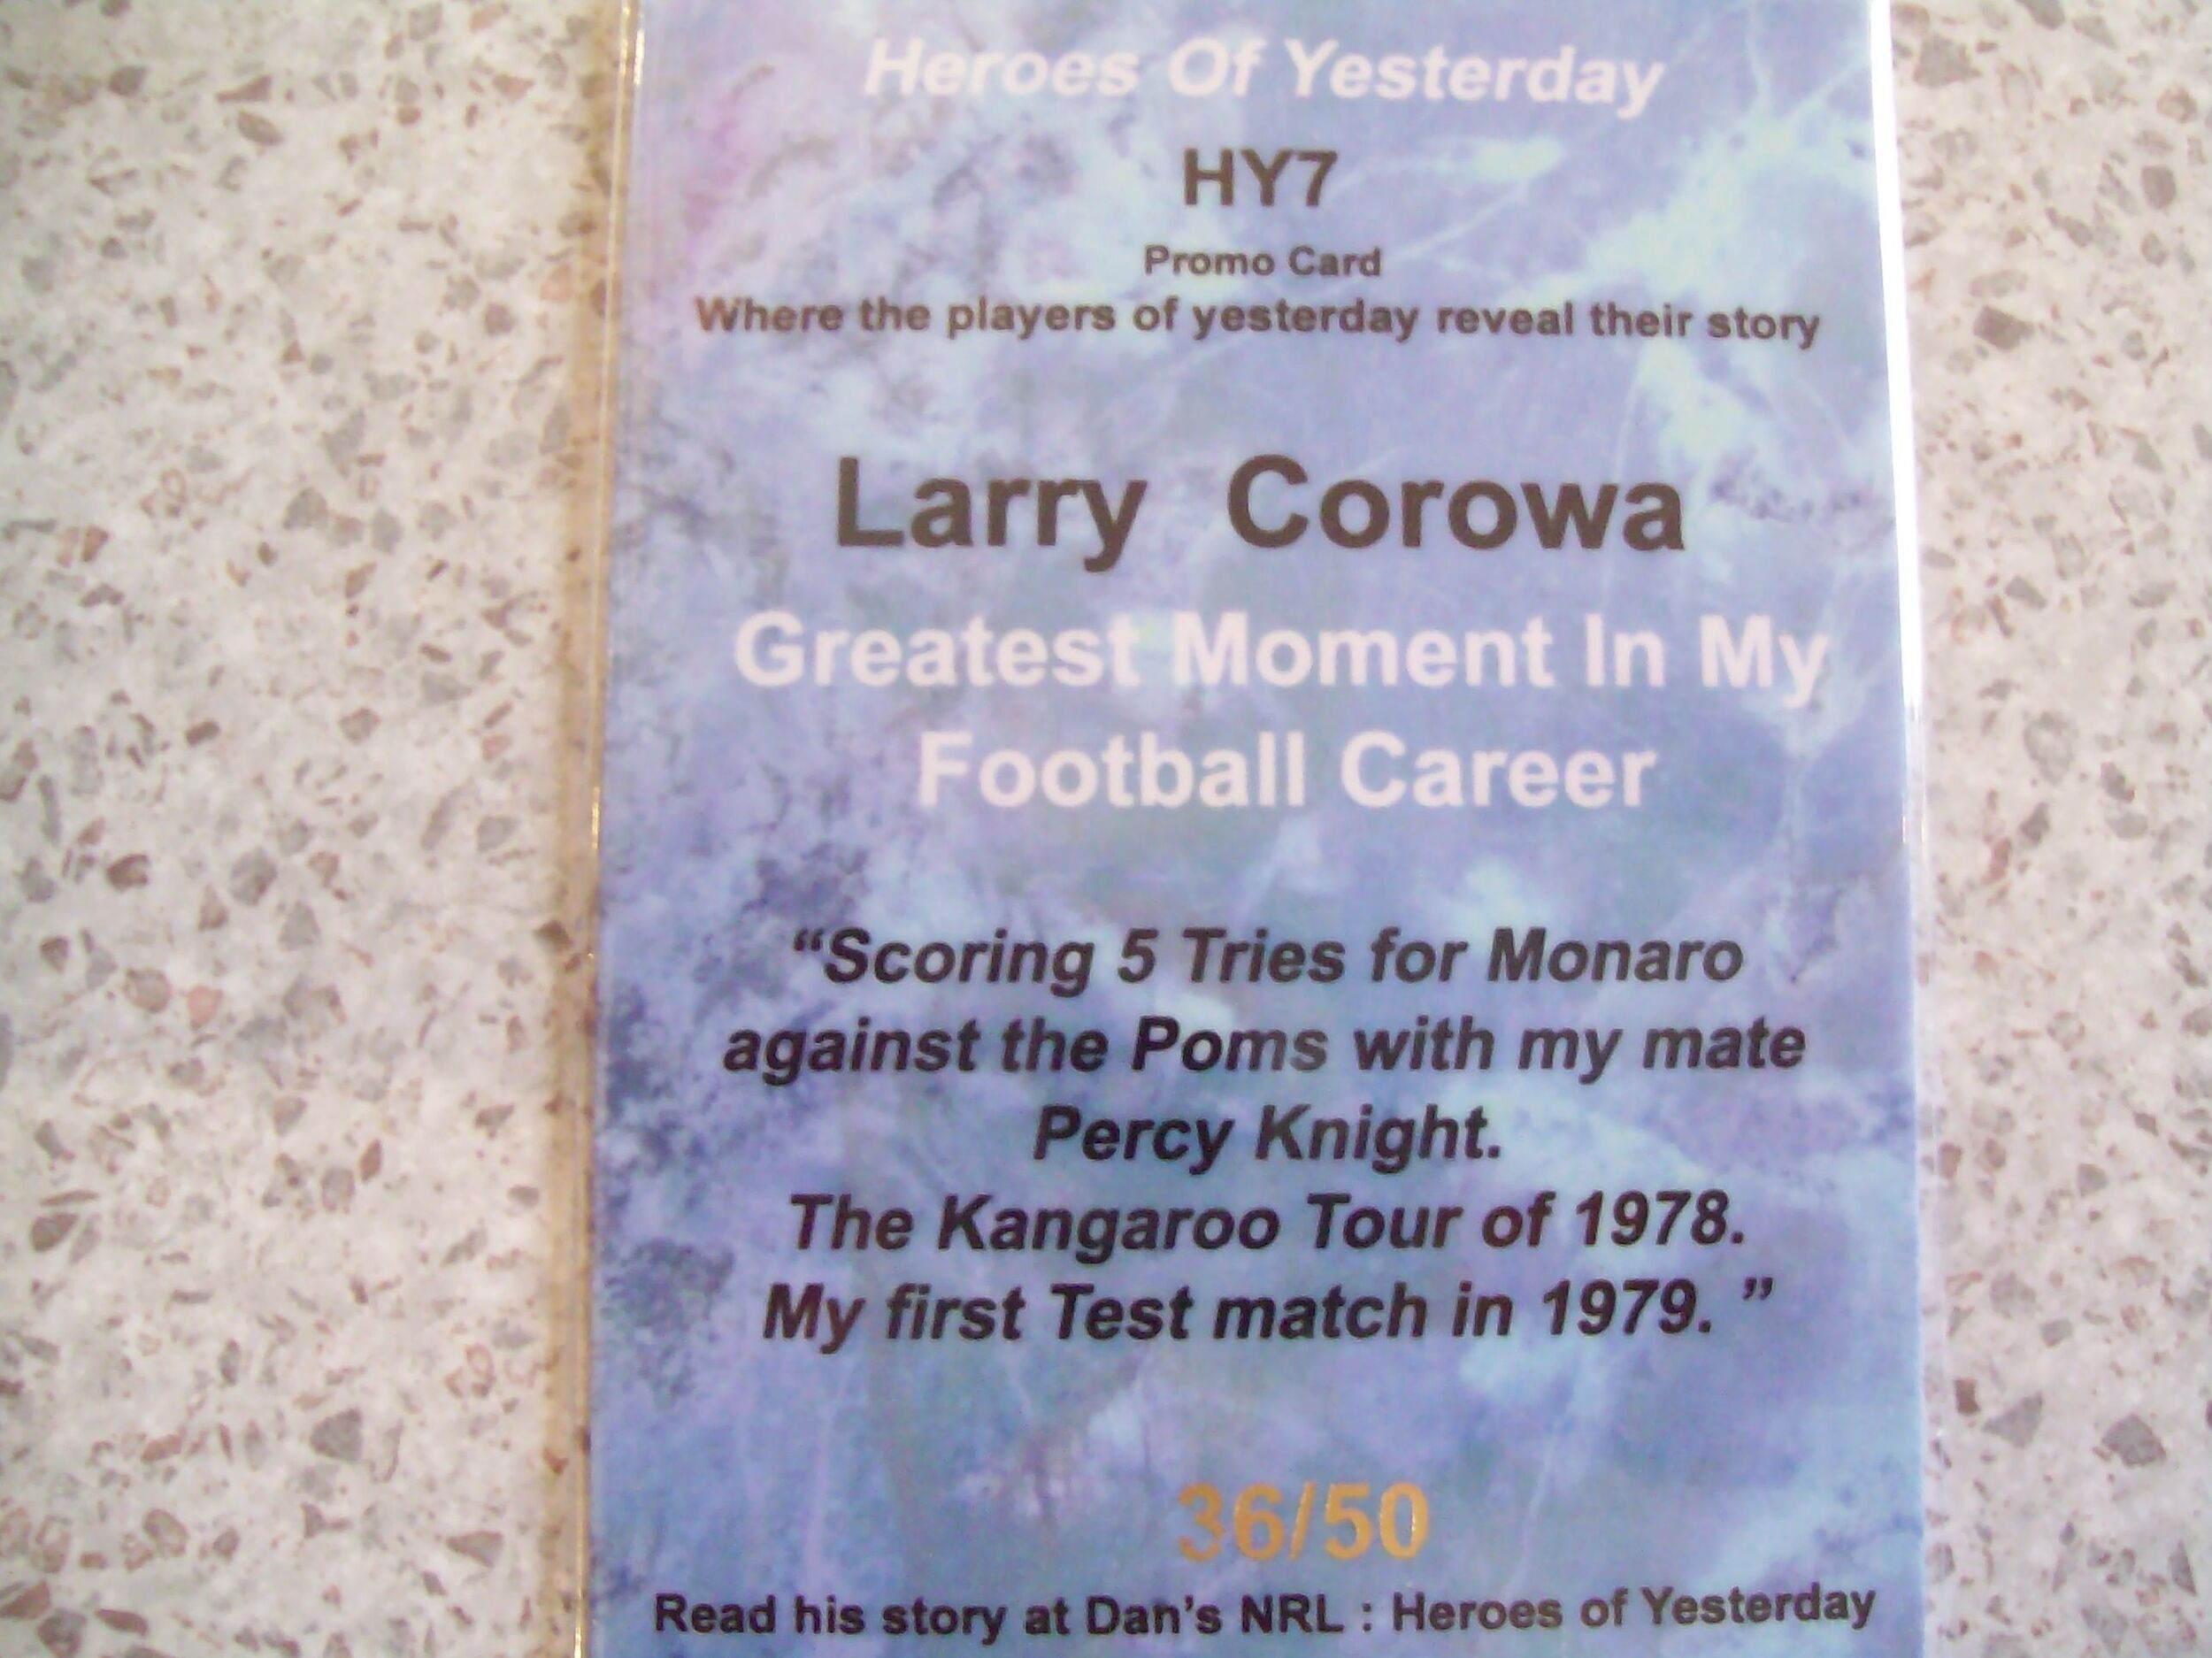 Heroes Of Yesterday
HY7
Promo Card
Where the players of yesterday reveal their story
Larry Corowa
Greatest Moment In My
Football Career
“Scoring 5 Tries for Monaro
against the Poms with my mate
Percy Knight.
The Kangaroo Tour of 1978.
My first Test match in 1979. ”
36/50
Read his story at Dan’s NRL : Heroes of Yesterday